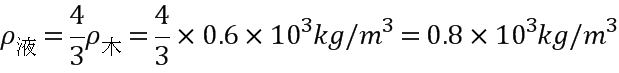 ρ液 = 4/3 ρ木 = 4/3 × 0.6 × 10³kg/m³ = 0.8 × 10³kg/m³